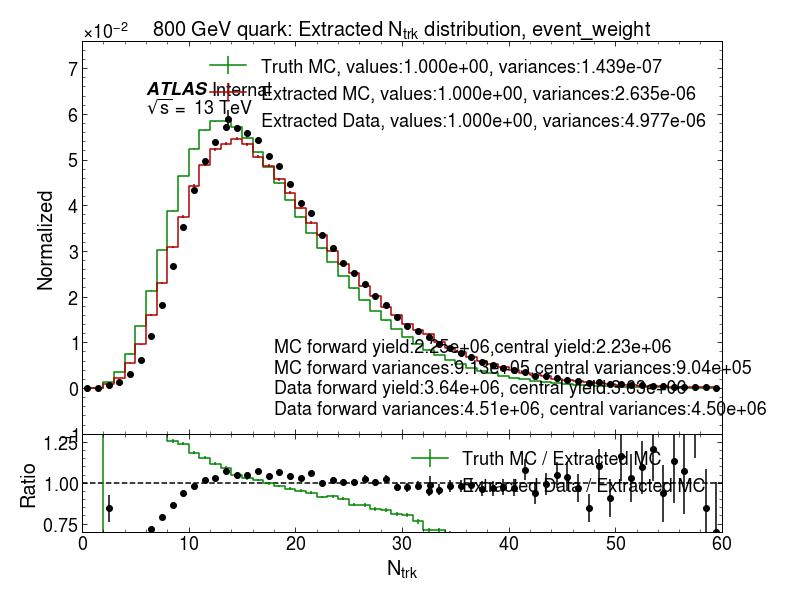 ×10⁻²
800 GeV quark: Extracted Nₜᵣₖ distribution, event_weight
Truth MC, values:1.000e+00, variances:1.439e-07
ATLAS Internal
Extracted MC, values:1.000e+00, variances:2.635e-06
√s = 13 TeV
Extracted Data, values:1.000e+00, variances:4.977e-06
Normalized
7
6
5
4
3
2
1
0
1
MC forward yield:2.25e+06,central yield:2.23e+06
MC forward variances:9.13e+05,central variances:9.04e+05
Data forward yield:3.64e+06, central yield:
Data forward variances:4.51e+06, central variances:4.50e+06
Ratio
1.25
1.00
0.75
Truth MC / Extracted MC
Extracted Data / Extracted MC
0 10 20 30 40 50 60
Nₜᵣₖ